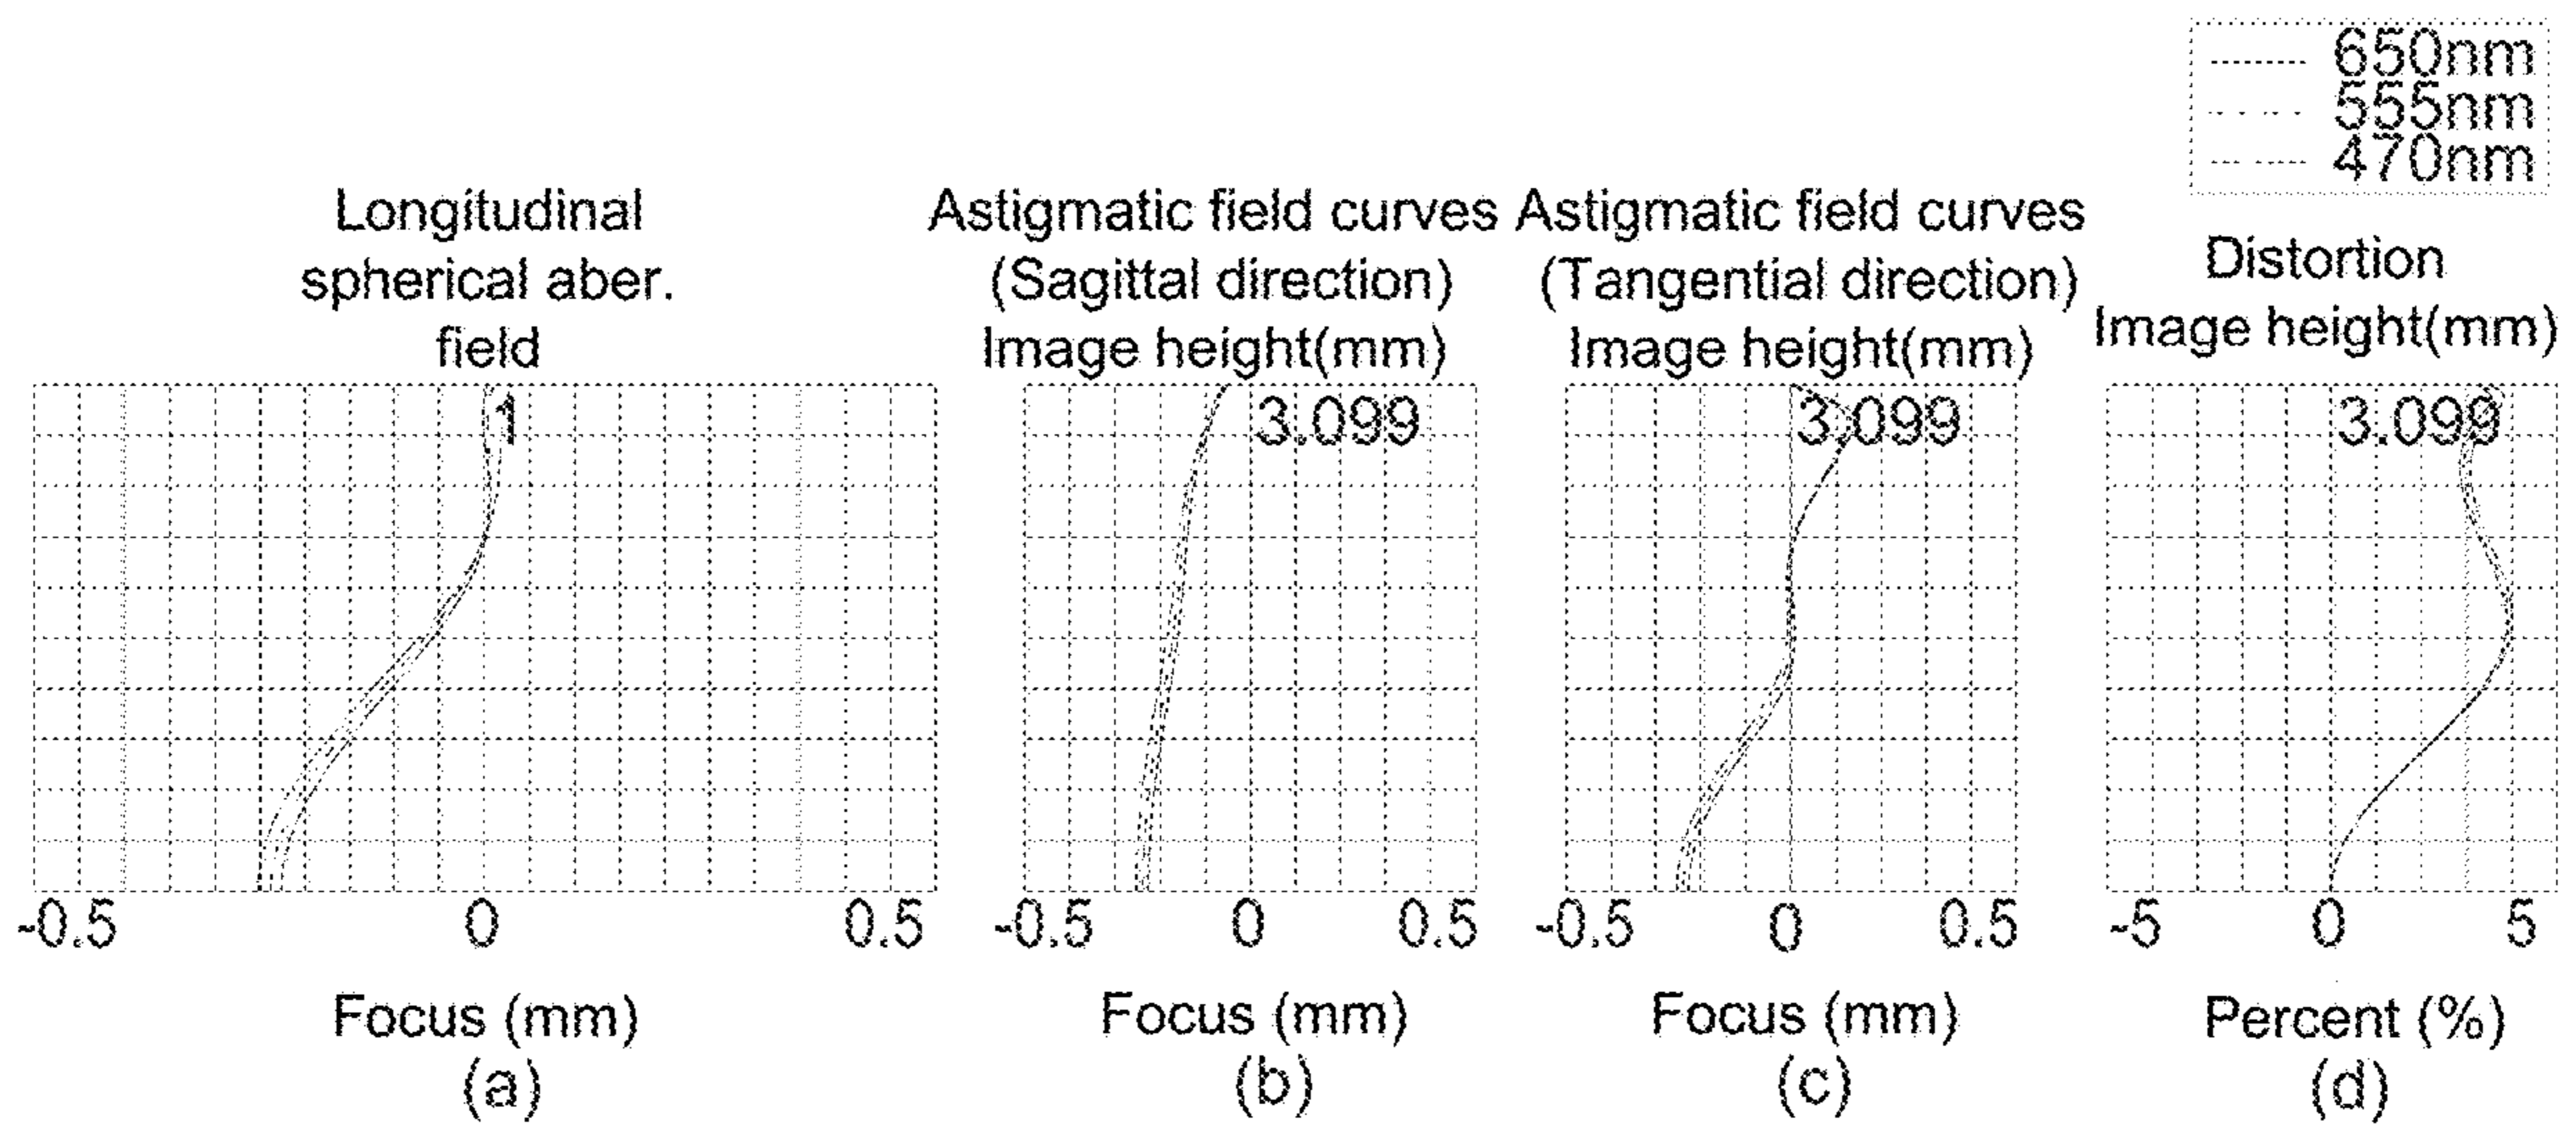 650nm
555nm
470nm
Longitudinal
spherical aber.
field
Astigmatic field curves
(Sagittal direction)
Image height(mm)
Astigmatic field curves
(Tangential direction)
Image height(mm)
Distortion
Image height(mm)
1
3.099
3.099
3.099
-0.5 0 0.5
-0.5 0 0.5
-0.5 0 0.5
-5 0 5
Focus (mm)
Focus (mm)
Focus (mm)
Percent (%)
(a)
(b)
(c)
(d)